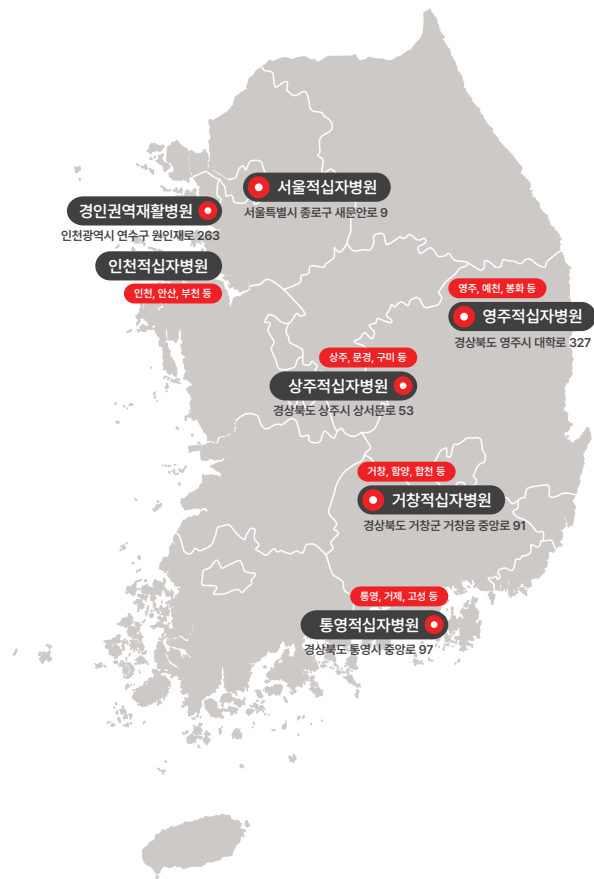 서울적십자병원
서울특별시 종로구 새문안로 9
경인권역재활병원
인천광역시 연수구 원인재로 263
인천적십자병원
인천, 안산, 부천 등
영주, 예천, 봉화 등
영주적십자병원
경상북도 영주시 대학로 327
상주, 문경, 구미 등
상주적십자병원
경상북도 상주시 상서문로 53
거창, 함양, 합천 등
거창적십자병원
경상북도 거창군 거창읍 중앙로 91
통영, 거제, 고성 등
통영적십자병원
경상북도 통영시 중앙로 97